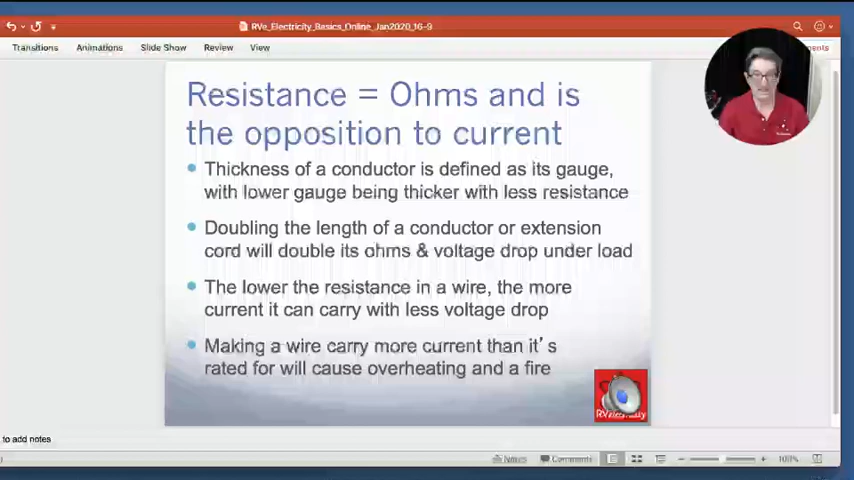 RVe_Electricity_Basics_Online_Jan2020_16-9
Transitions Animations Slide Show Review View
Resistance = Ohms and is
the opposition to current
Thickness of a conductor is defined as its gauge,
with lower gauge being thicker with less resistance
Doubling the length of a conductor or extension
cord will double its ohms & voltage drop under load
The lower the resistance in a wire, the more
current it can carry with less voltage drop
Making a wire carry more current than it's
rated for will cause overheating and a fire
to add notes
Notes Comments 100%